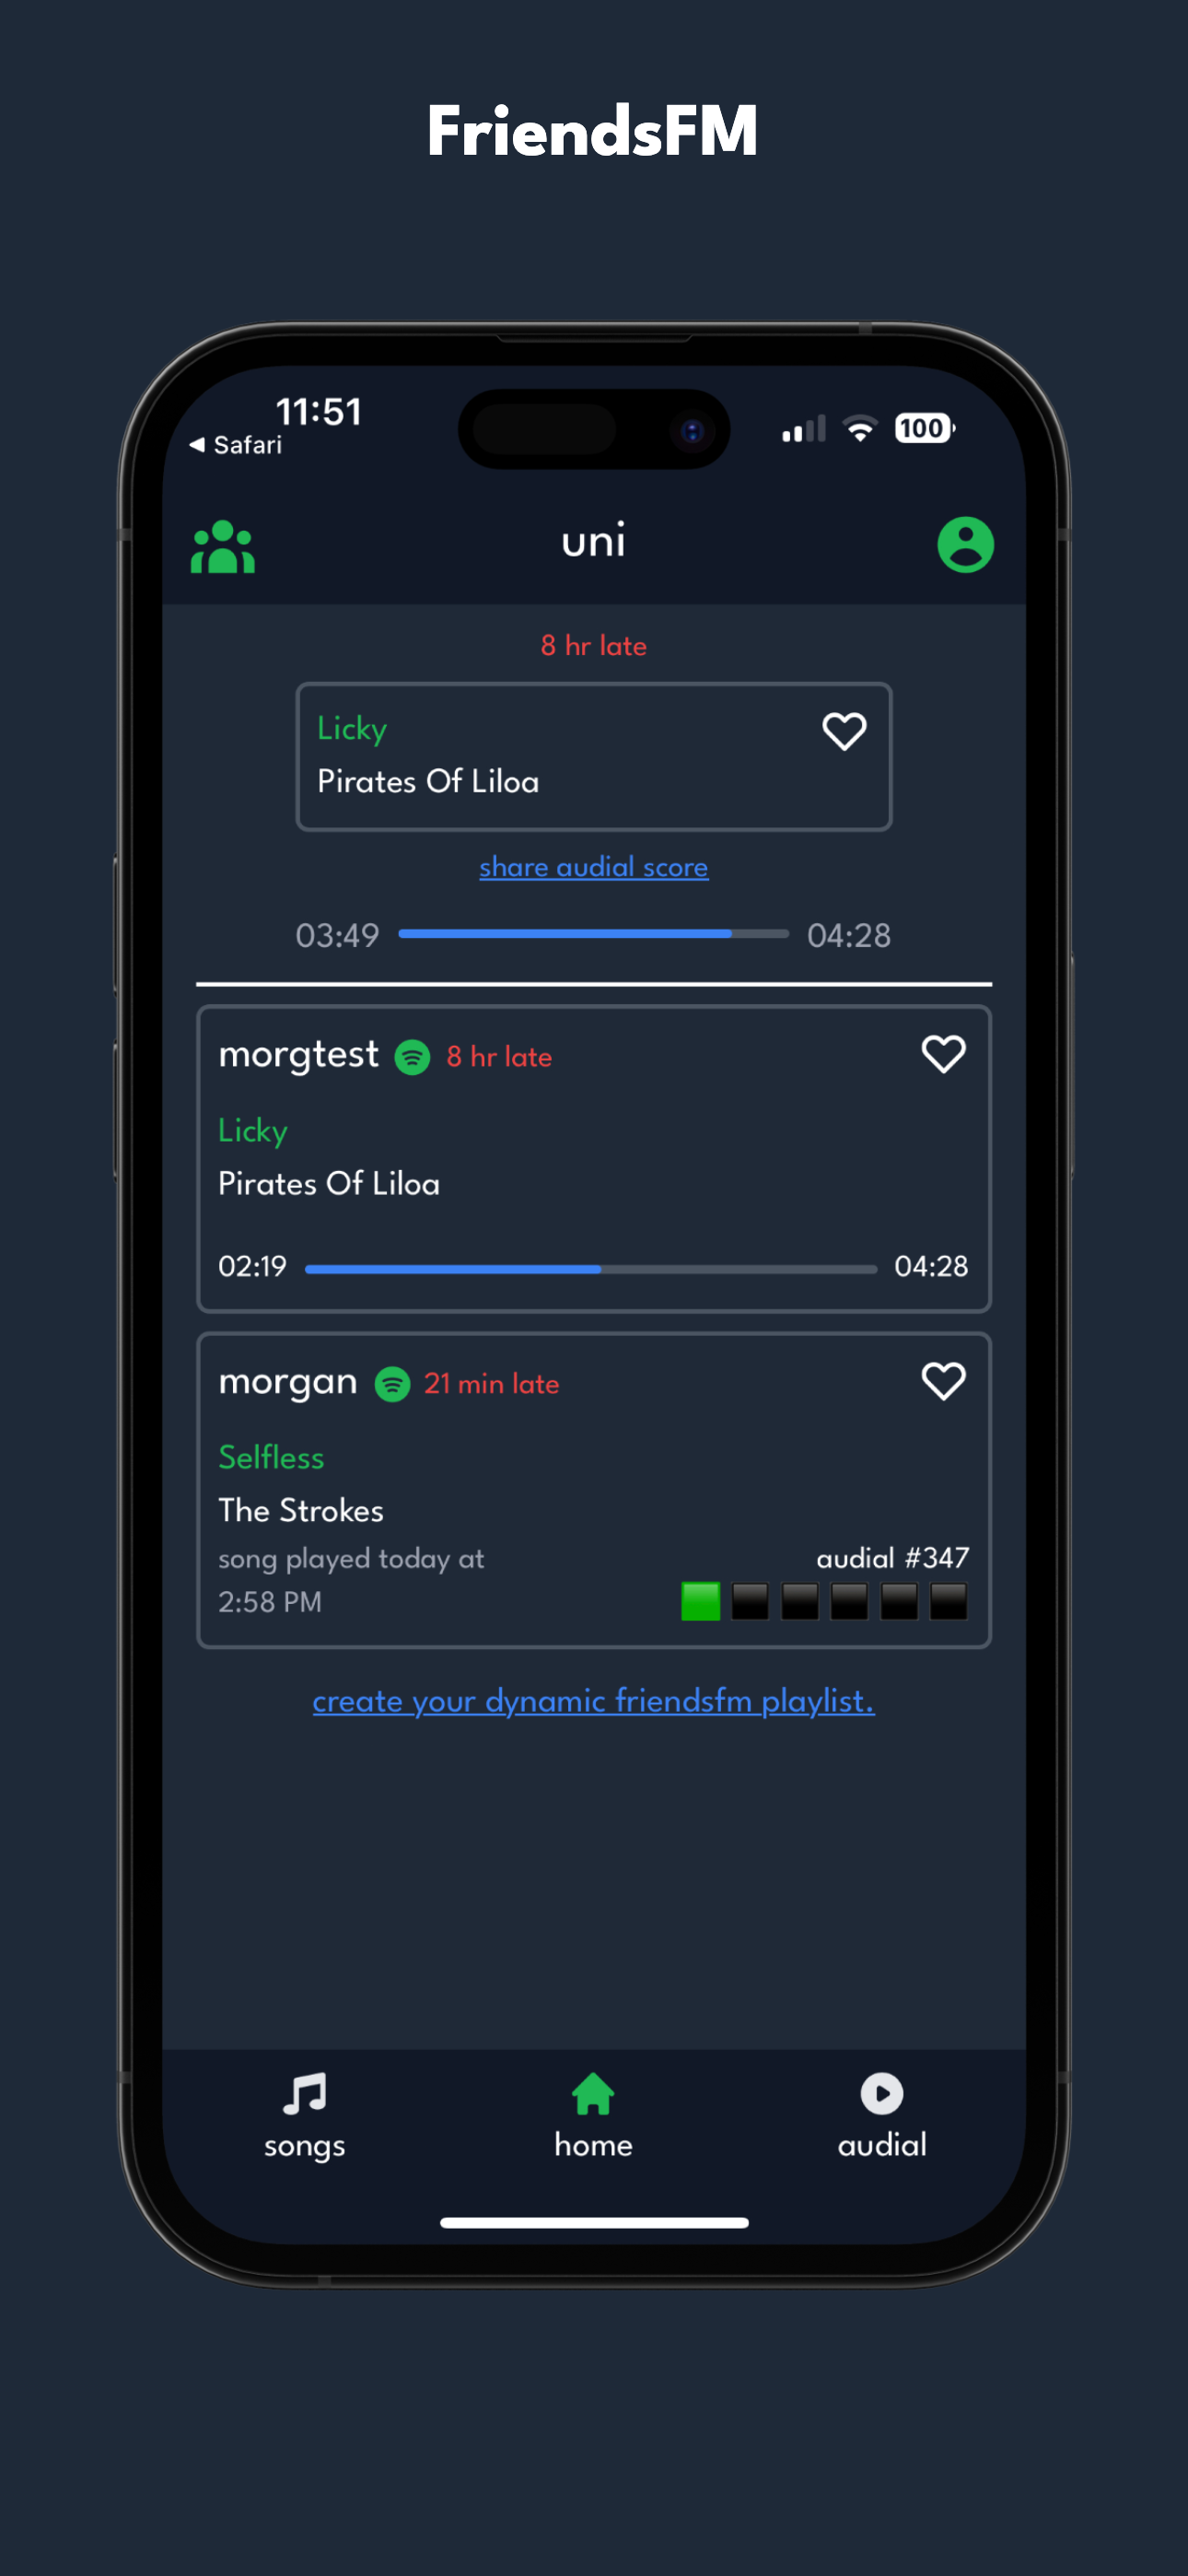 FriendsFM
11:51
◀ Safari
100
uni
8 hr late
Licky
Pirates Of Liloa
share audial score
03:49
04:28
morgtest
8 hr late
Licky
Pirates Of Liloa
02:19
04:28
morgan
21 min late
Selfless
The Strokes
song played today at
2:58 PM
audial #347
create your dynamic friendsfm playlist.
songs
home
audial